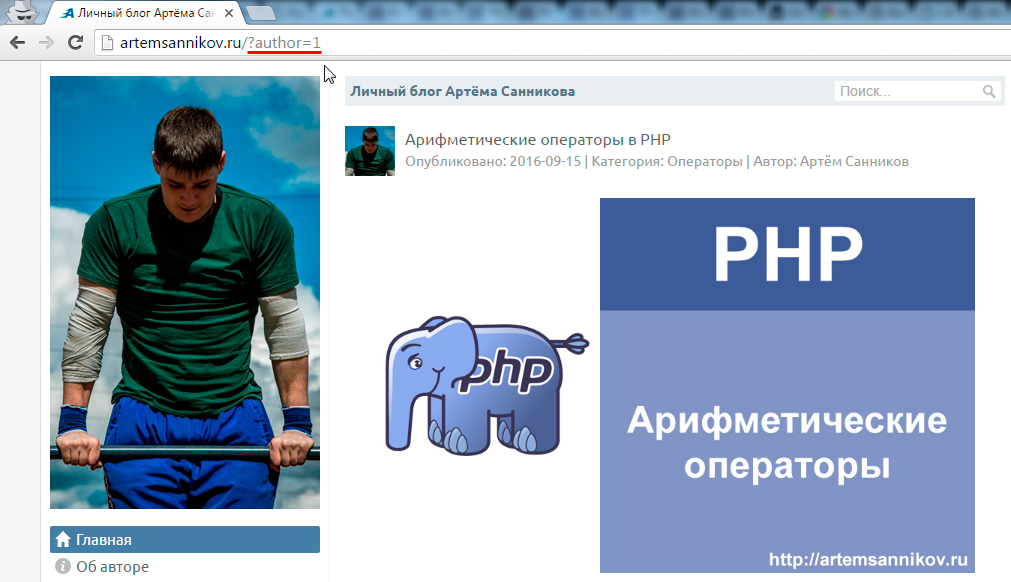 Личный блог Артёма Са
artemsannikov.ru/?author=1
Личный блог Артёма Санникова
Поиск...
Арифметические операторы в PHP
Опубликовано: 2016-09-15 | Категория: Операторы | Автор: Артём Санников
PHP
php
Арифметические
операторы
http://artemsannikov.ru
Главная
Об авторе